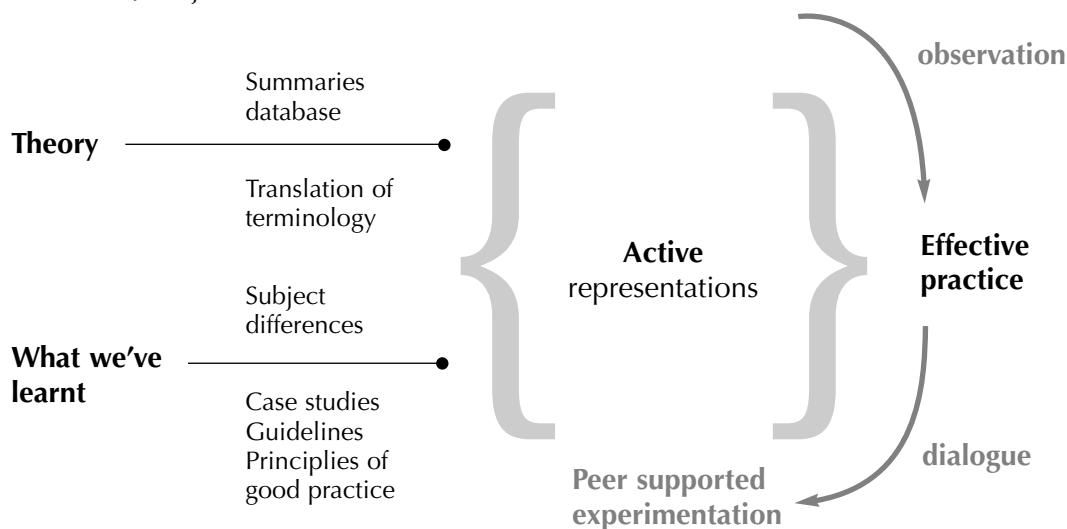 observation
Summaries
database
Theory
Translation of
terminology
Active
representations
Effective
practice
Subject
differences
What we've
learnt
Case studies
Guidelines
Principlies of
good practice
dialogue
Peer supported
experimentation